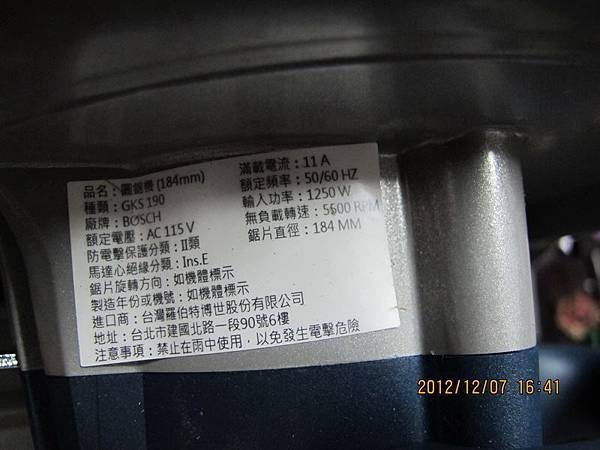 品名：圓鋸機 (184mm)
種類：GKS 190
廠牌：BOSCH
額定電壓：AC 115 V
防電擊保護分類：II類
馬達心絕緣分類：Ins.E
鋸片旋轉方向：如機體標示
製造年份或機號：如機體標示
進口商：台灣羅伯特博世股份有限公司
地址：台北市建國北路一段90號6樓
注意事項：禁止在雨中使用，以免發生電擊危險
滿載電流：11 A
額定頻率：50/60 HZ
輸入功率：1250 W
無負載轉速：5500 RPM
鋸片直徑：184 MM
2012/12/07 16:41